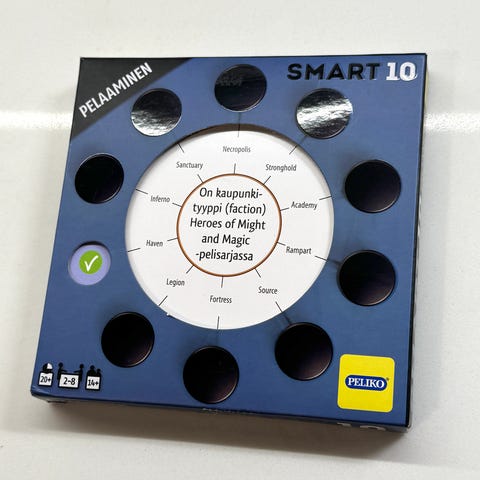 PELAAMINEN
SMART 10
Necropolis
Sanctuary
Stronghold
Inferno
Academy
Haven
Rampart
Legion
Source
Fortress
On kaupunki-
tyyppi (faction)
Heroes of Might
and Magic
-pelisarjassa
20+
2-8
14+
PELIKO